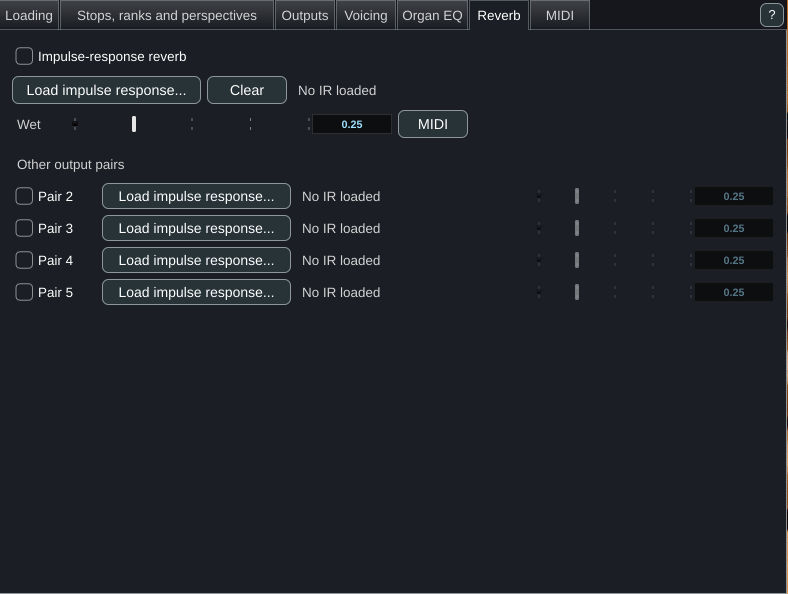 Loading Stops, ranks and perspectives Outputs Voicing Organ EQ Reverb MIDI ?
Impulse-response reverb
Load impulse response... Clear No IR loaded
Wet 0.25 MIDI
Other output pairs
Pair 2 Load impulse response... No IR loaded 0.25
Pair 3 Load impulse response... No IR loaded 0.25
Pair 4 Load impulse response... No IR loaded 0.25
Pair 5 Load impulse response... No IR loaded 0.25